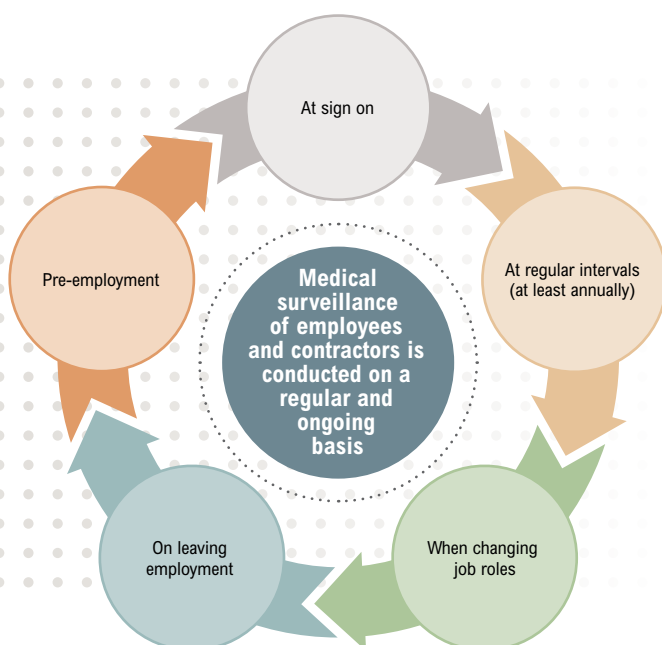 At sign on
At regular intervals
(at least annually)
When changing
job roles
On leaving
employment
Pre-employment
Medical
surveillance
of employees
and contractors is
conducted on a
regular and
ongoing
basis